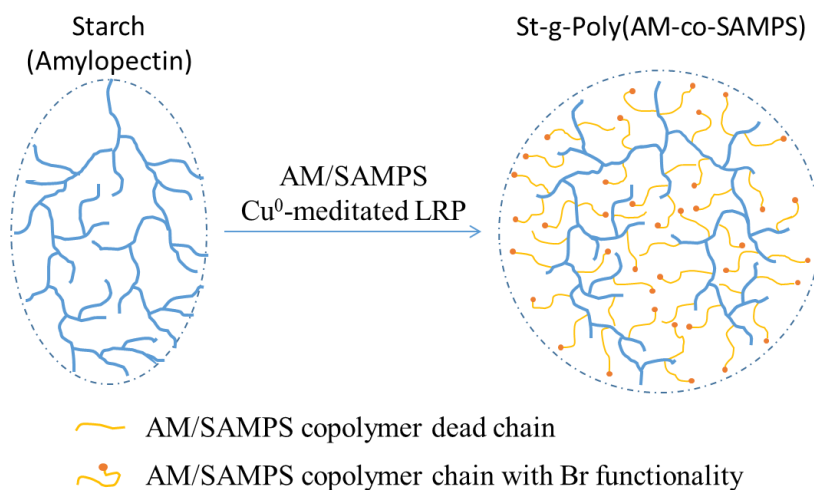 Starch
(Amylopectin)
St-g-Poly(AM-co-SAMPS)
AM/SAMPS
Cu⁰-meditated LRP
AM/SAMPS copolymer dead chain
AM/SAMPS copolymer chain with Br functionality